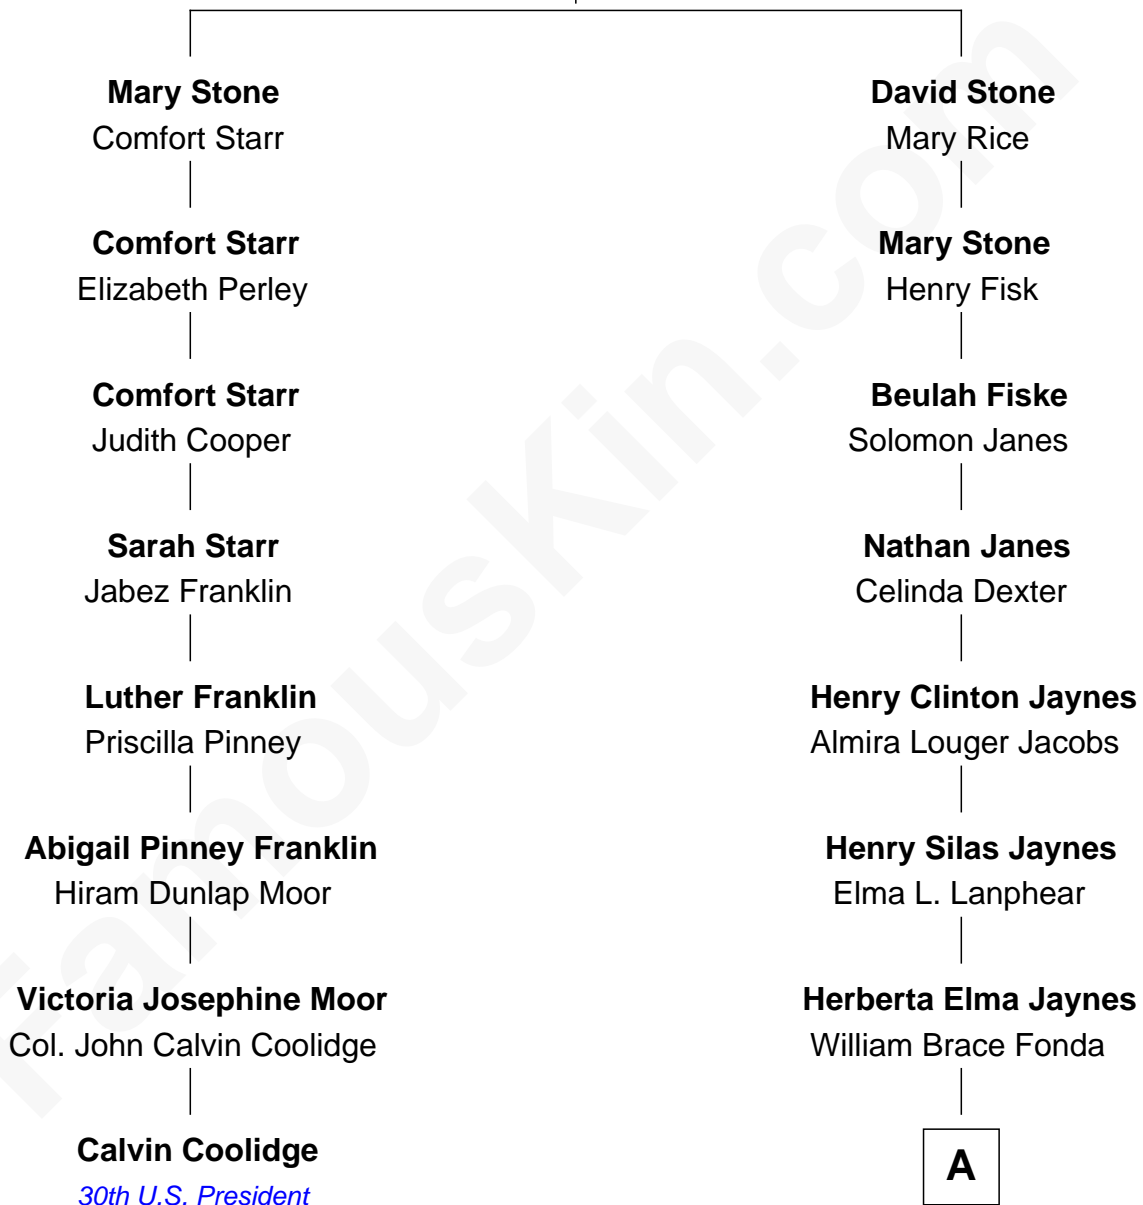 Mary Stone
Comfort Starr
Comfort Starr
Elizabeth Perley
Comfort Starr
Judith Cooper
Sarah Starr
Jabez Franklin
Luther Franklin
Priscilla Pinney
Abigail Pinney Franklin
Hiram Dunlap Moor
Victoria Josephine Moor
Col. John Calvin Coolidge
Calvin Coolidge
30th U.S. President
David Stone
Mary Rice
Mary Stone
Henry Fisk
Beulah Fiske
Solomon Janes
Nathan Janes
Celinda Dexter
Henry Clinton Jaynes
Almira Louger Jacobs
Henry Silas Jaynes
Elma L. Lanphear
Herberta Elma Jaynes
William Brace Fonda
A
FamousKin.com